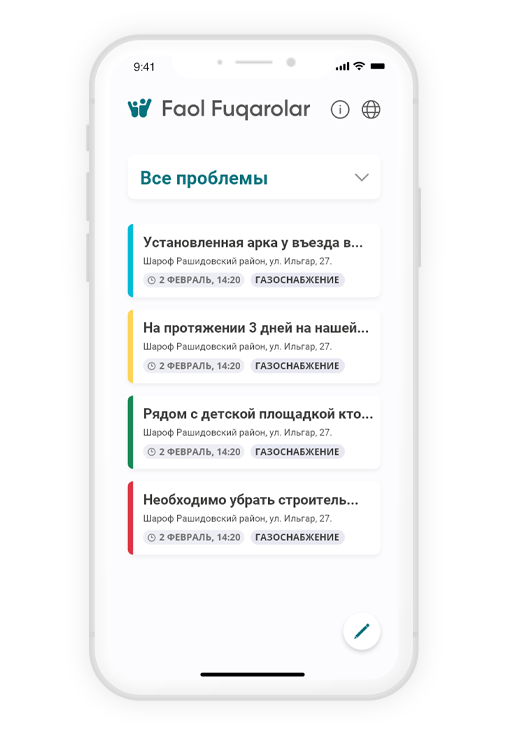 9:41
Faol Fuqarolar
Все проблемы
Установленная арка у въезда в...
Шароф Рашидовский район, ул. Ильгар, 27.
2 ФЕВРАЛЬ, 14:20 ГАЗОСНАБЖЕНИЕ
На протяжении 3 дней на нашей...
Шароф Рашидовский район, ул. Ильгар, 27.
2 ФЕВРАЛЬ, 14:20 ГАЗОСНАБЖЕНИЕ
Рядом с детской площадкой кто...
Шароф Рашидовский район, ул. Ильгар, 27.
2 ФЕВРАЛЬ, 14:20 ГАЗОСНАБЖЕНИЕ
Необходимо убрать строитель...
Шароф Рашидовский район, ул. Ильгар, 27.
2 ФЕВРАЛЬ, 14:20 ГАЗОСНАБЖЕНИЕ